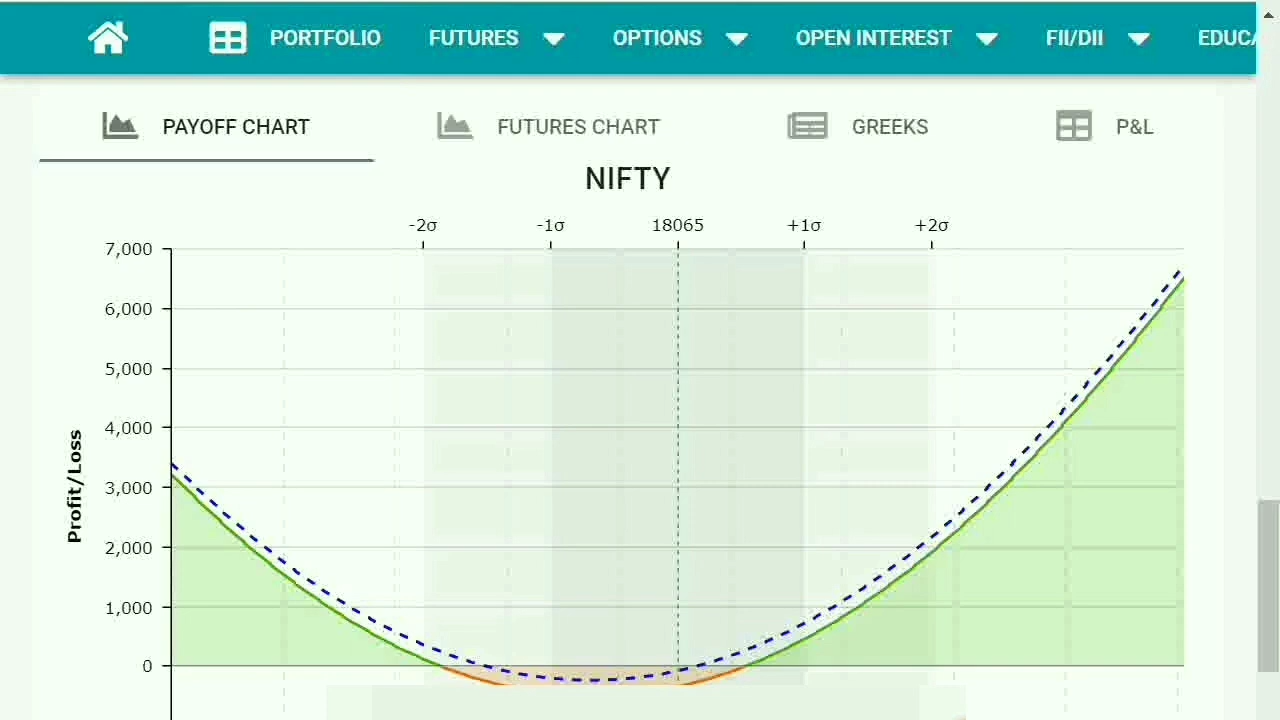 PORTFOLIO FUTURES OPTIONS OPEN INTEREST FII/DII EDUCA
PAYOFF CHART FUTURES CHART GREEKS P&L
NIFTY
-2σ -1σ 18065 +1σ +2σ
7,000
6,000
5,000
4,000
3,000
2,000
1,000
0
Profit/Loss